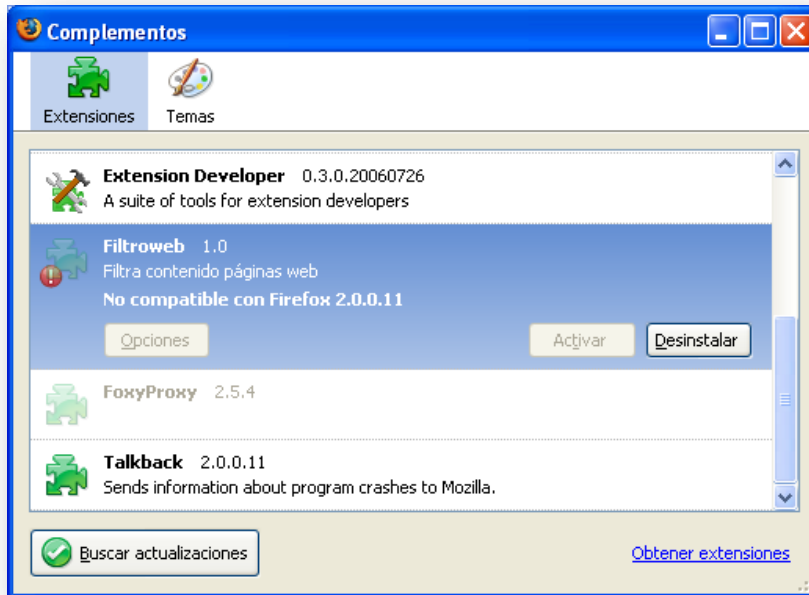 Complementos
Extensiones
Temas
Extension Developer 0.3.0.20060726
A suite of tools for extension developers
Filtroweb 1.0
Filtra contenido páginas web
No compatible con Firefox 2.0.0.11
Opciones
Activar
Desinstalar
FoxyProxy 2.5.4
Talkback 2.0.0.11
Sends information about program crashes to Mozilla.
Buscar actualizaciones
Obtener extensiones